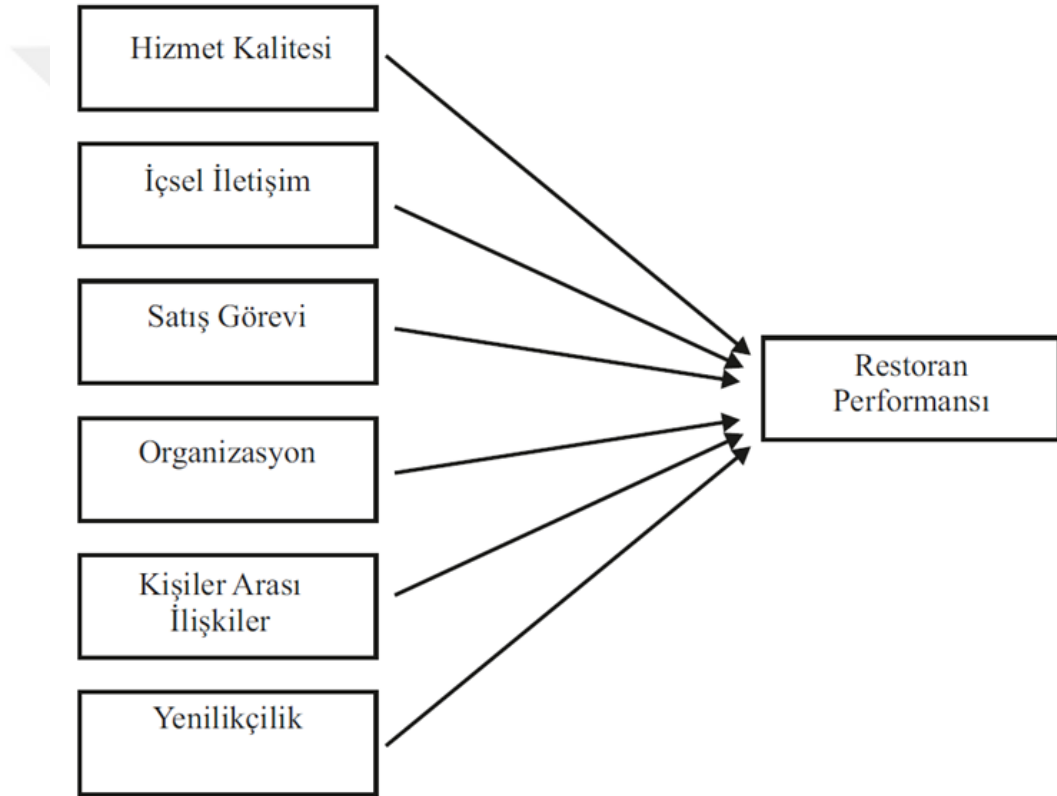 Hizmet Kalitesi
İçsel İletişim
Satış Görevi
Organizasyon
Kişiler Arası
İlişkiler
Yenilikçilik
Restoran
Performansı